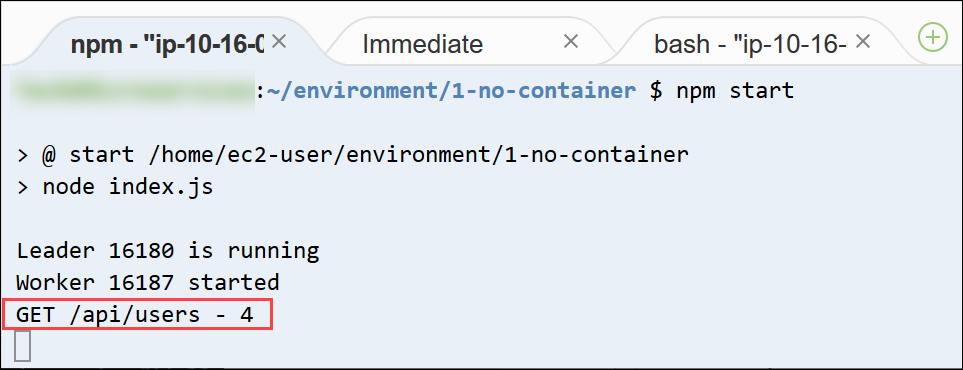 npm - "ip-10-16-0 Immediate bash - "ip-10-16-
:~/environment/1-no-container $ npm start
> @ start /home/ec2-user/environment/1-no-container
> node index.js
Leader 16180 is running
Worker 16187 started
GET /api/users - 4